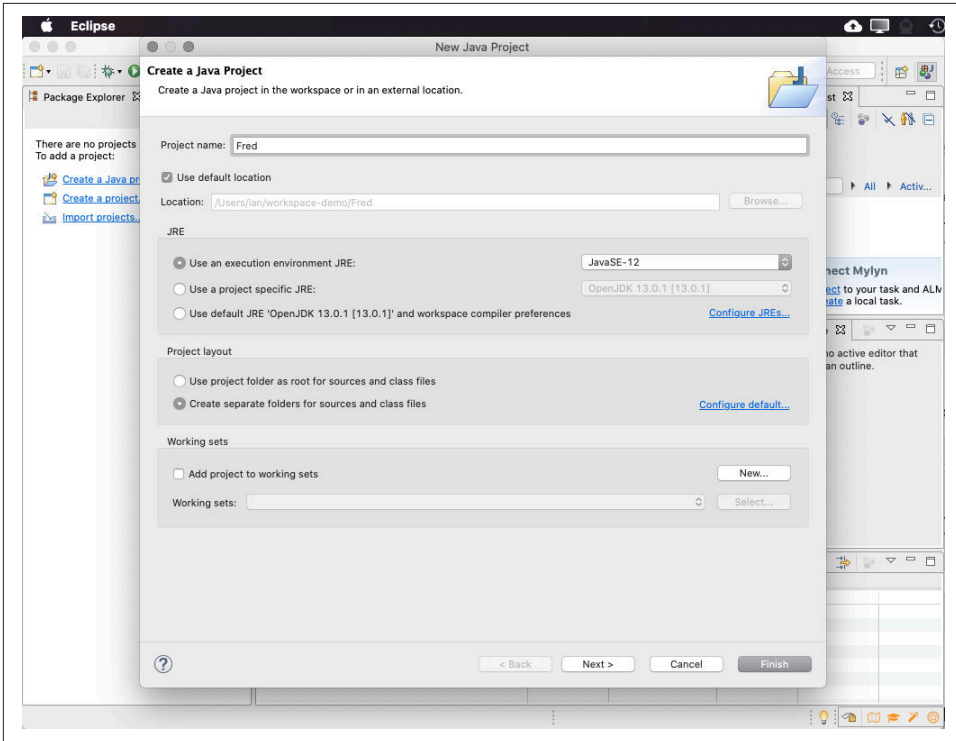 Eclipse
New Java Project
Create a Java Project
Create a Java project in the workspace or in an external location.
Access
Package Explorer
st
There are no projects
To add a project:
Create a Java pr
Create a project.
Import projects..
Project name: Fred
Use default location
Location: /Users/ian/workspace-demo/Fred Browse...
All Activ...
JRE
Use an execution environment JRE: JavaSE-12
Use a project specific JRE: OpenJDK 13.0.1 [13.0.1]
Use default JRE 'OpenJDK 13.0.1 [13.0.1]' and workspace compiler preferences Configure JREs...
nect Mylyn
ect to your task and ALM
eate a local task.
Project layout
Use project folder as root for sources and class files
Create separate folders for sources and class files Configure default...
no active editor that
an outline.
Working sets
Add project to working sets New...
Working sets: Select...
? < Back Next > Cancel Finish